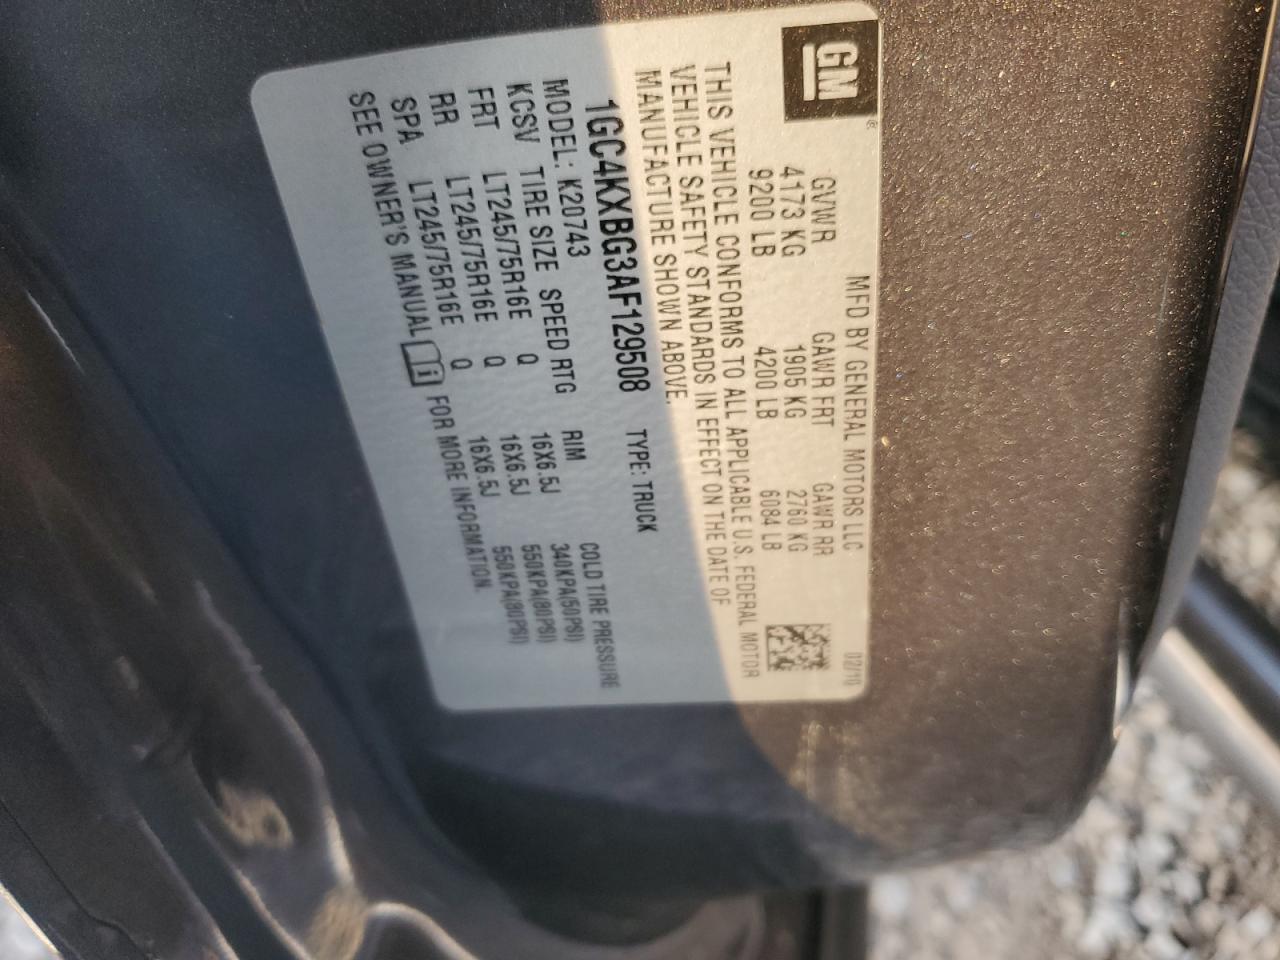 GM
MFD BY GENERAL MOTORS LLC 02/10
GVWR GAWR FRT GAWR RR
4173 KG 1905 KG 2760 KG
9200 LB 4200 LB 6084 LB
THIS VEHICLE CONFORMS TO ALL APPLICABLE U.S. FEDERAL MOTOR
VEHICLE SAFETY STANDARDS IN EFFECT ON THE DATE OF
MANUFACTURE SHOWN ABOVE.
1GC4KXBG3AF129508 TYPE: TRUCK
MODEL: K20743
KCSV TIRE SIZE SPEED RTG RIM COLD TIRE PRESSURE
FRT LT245/75R16E Q 16X6.5J 340KPA(50PSI)
RR LT245/75R16E Q 16X6.5J 550KPA(80PSI)
SPA LT245/75R16E Q 16X6.5J 550KPA(80PSI)
SEE OWNER'S MANUAL FOR MORE INFORMATION.